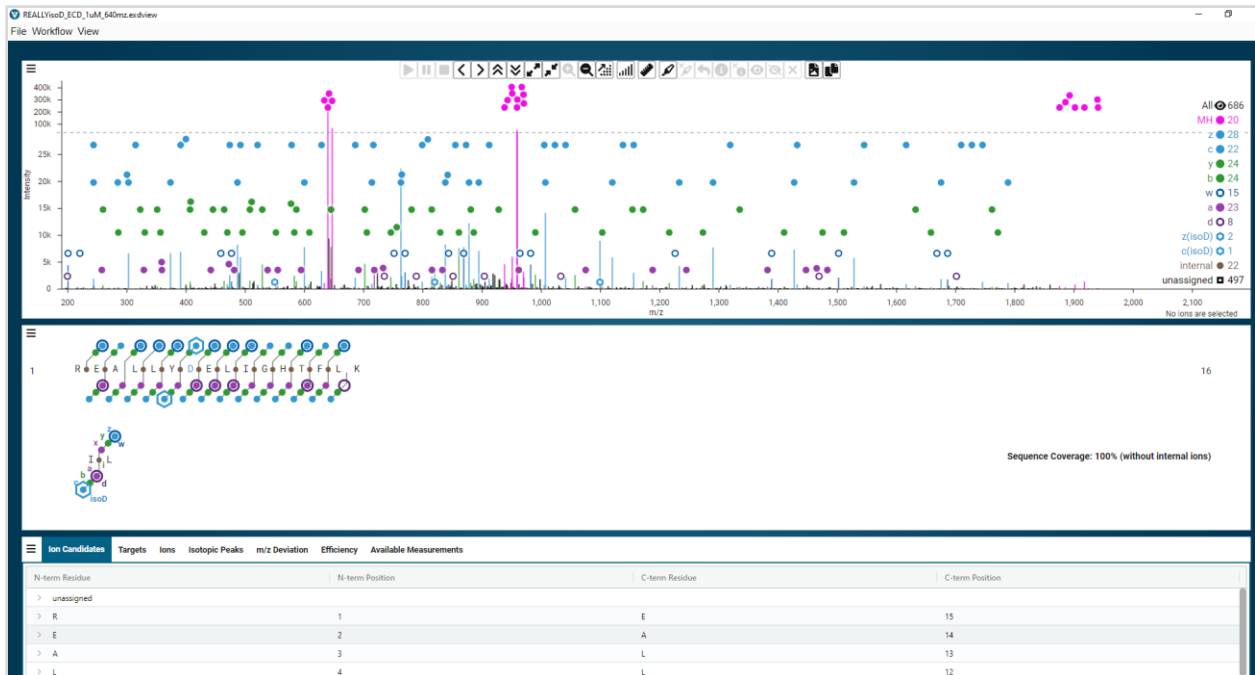 REALLYisoD_ECD_1uM_640mz.exdview
File Workflow View
400k
300k
200k
100k
25k
20k
15k
10k
5k
0
Intensity
All 686
MH 20
z 28
c 22
y 24
b 24
w 15
a 23
d 8
z(isoD) 2
c(isoD) 1
internal 22
unassigned 497
200 300 400 500 600 700 800 900 1,000 1,100 1,200 1,300 1,400 1,500 1,600 1,700 1,800 1,900 2,000 2,100
m/z
No ions are selected
1 R E A L L Y D E L I G H T F L K 16
z
y w
x
I L
a i
b d
c isoD
Sequence Coverage: 100% (without internal ions)
Ion Candidates Targets Ions Isotopic Peaks m/z Deviation Efficiency Available Measurements
N-term Residue N-term Position C-term Residue C-term Position
unassigned
R 1 E 15
E 2 A 14
A 3 L 13
L 4 L 12